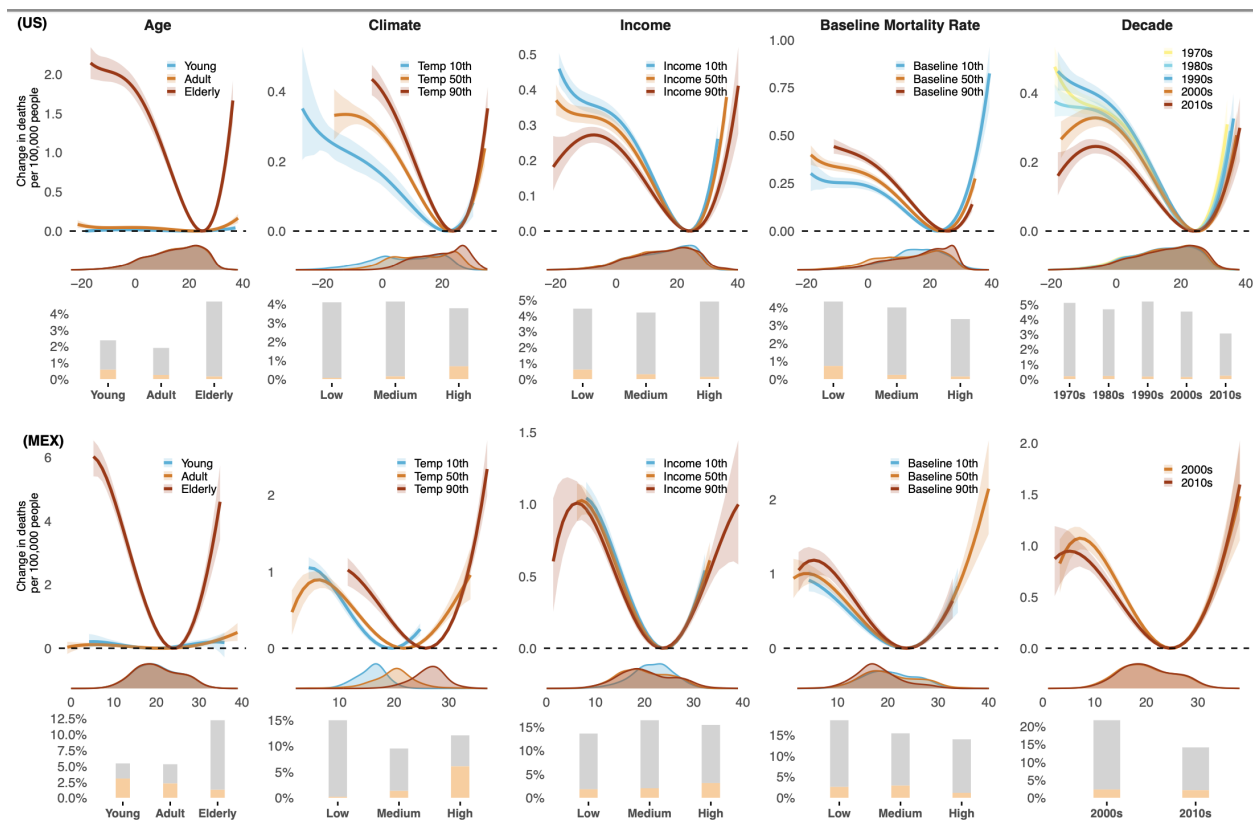 (US)
Age
Climate
Income
Baseline Mortality Rate
Decade
Change in deaths
per 100,000 people
2.0
1.5
1.0
0.5
0.0
Young
Adult
Elderly
−20
0
20
40
0.4
0.2
0.0
Temp 10th
Temp 50th
Temp 90th
−20
0
20
0.5
0.4
0.3
0.2
0.1
0.0
Income 10th
Income 50th
Income 90th
−20
0
20
40
1.00
0.75
0.50
0.25
0.00
Baseline 10th
Baseline 50th
Baseline 90th
−20
0
20
40
0.4
0.2
0.0
1970s
1980s
1990s
2000s
2010s
−20
0
20
40
4%
3%
2%
1%
0%
Young Adult Elderly
4%
3%
2%
1%
0%
Low Medium High
5%
4%
3%
2%
1%
0%
Low Medium High
4%
3%
2%
1%
0%
Low Medium High
5%
4%
3%
2%
1%
0%
1970s 1980s 1990s 2000s 2010s
(MEX)
Change in deaths
per 100,000 people
6
4
2
0
Young
Adult
Elderly
0
10
20
30
40
2
1
0
Temp 10th
Temp 50th
Temp 90th
0
10
20
30
1.5
1.0
0.5
0.0
Income 10th
Income 50th
Income 90th
0
10
20
30
40
2
1
0
Baseline 10th
Baseline 50th
Baseline 90th
10
20
30
40
2.0
1.5
1.0
0.5
0.0
2000s
2010s
0
10
20
30
12.5%
10.0%
7.5%
5.0%
2.5%
0.0%
Young Adult Elderly
15%
10%
5%
0%
Low Medium High
15%
10%
5%
0%
Low Medium High
15%
10%
5%
0%
Low Medium High
20%
15%
10%
5%
0%
2000s 2010s